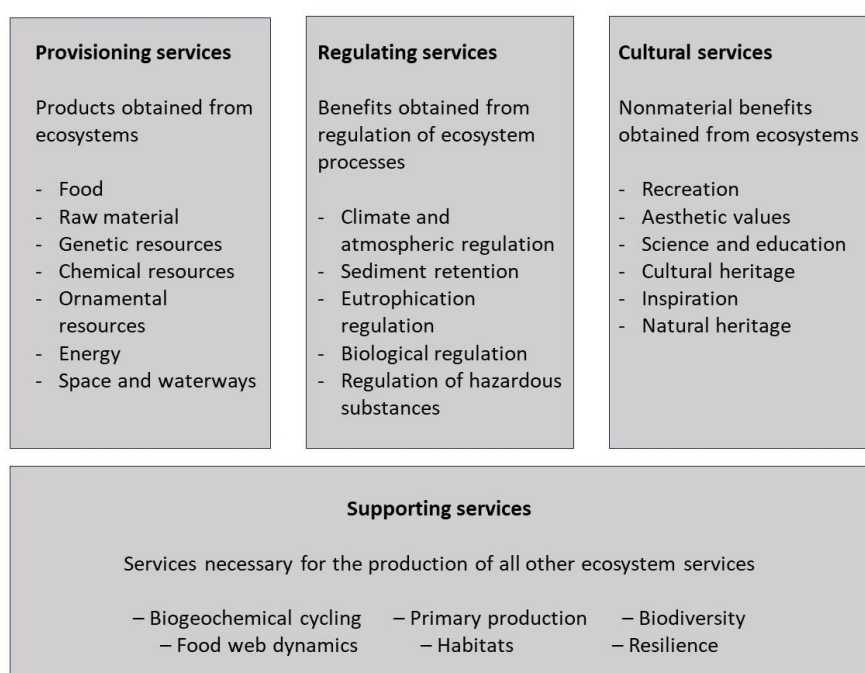 Provisioning services
Products obtained from
ecosystems
- Food
- Raw material
- Genetic resources
- Chemical resources
- Ornamental
resources
- Energy
- Space and waterways
Regulating services
Benefits obtained from
regulation of ecosystem
processes
- Climate and
atmospheric regulation
- Sediment retention
- Eutrophication
regulation
- Biological regulation
- Regulation of hazardous
substances
Cultural services
Nonmaterial benefits
obtained from ecosystems
- Recreation
- Aesthetic values
- Science and education
- Cultural heritage
- Inspiration
- Natural heritage
Supporting services
Services necessary for the production of all other ecosystem services
– Biogeochemical cycling – Primary production – Biodiversity
– Food web dynamics – Habitats – Resilience